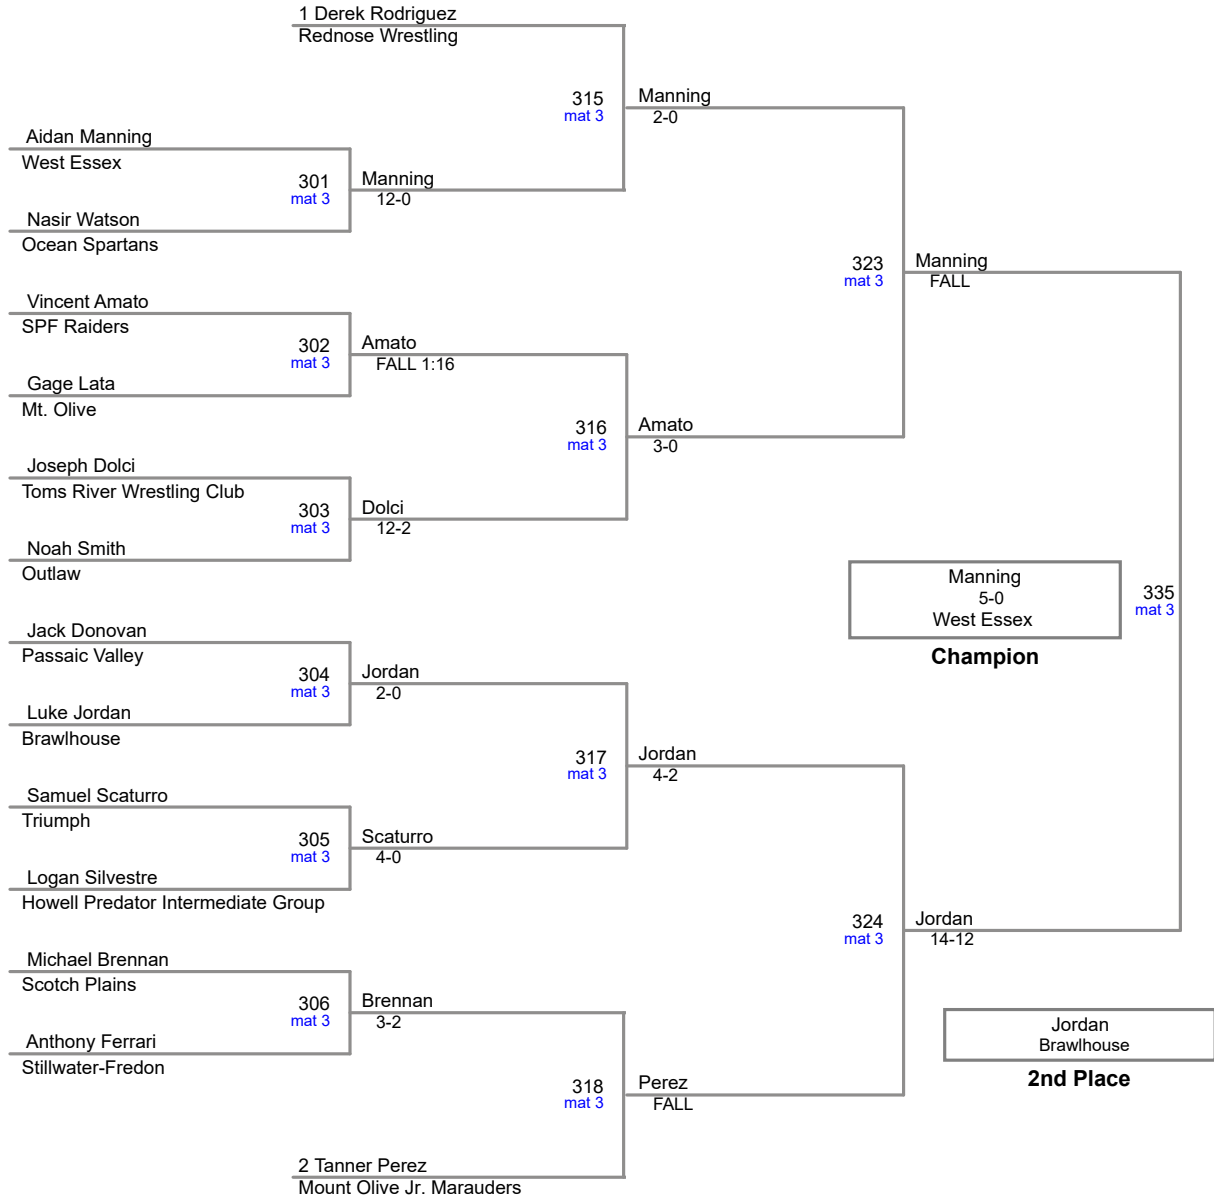 1 Derek Rodriguez
Rednose Wrestling
315
mat 3
Manning
2-0
Aidan Manning
West Essex
301
mat 3
Manning
12-0
Nasir Watson
Ocean Spartans
323
mat 3
Manning
FALL
Vincent Amato
SPF Raiders
302
mat 3
Amato
FALL 1:16
Gage Lata
Mt. Olive
316
mat 3
Amato
3-0
Joseph Dolci
Toms River Wrestling Club
303
mat 3
Dolci
12-2
Noah Smith
Outlaw
Manning
5-0
West Essex
Champion
335
mat 3
Jack Donovan
Passaic Valley
304
mat 3
Jordan
2-0
Luke Jordan
Brawlhouse
317
mat 3
Jordan
4-2
Samuel Scaturro
Triumph
305
mat 3
Scaturro
4-0
Logan Silvestre
Howell Predator Intermediate Group
324
mat 3
Jordan
14-12
Michael Brennan
Scotch Plains
306
mat 3
Brennan
3-2
Anthony Ferrari
Stillwater-Fredon
Jordan
Brawlhouse
2nd Place
318
mat 3
Perez
FALL
2 Tanner Perez
Mount Olive Jr. Marauders